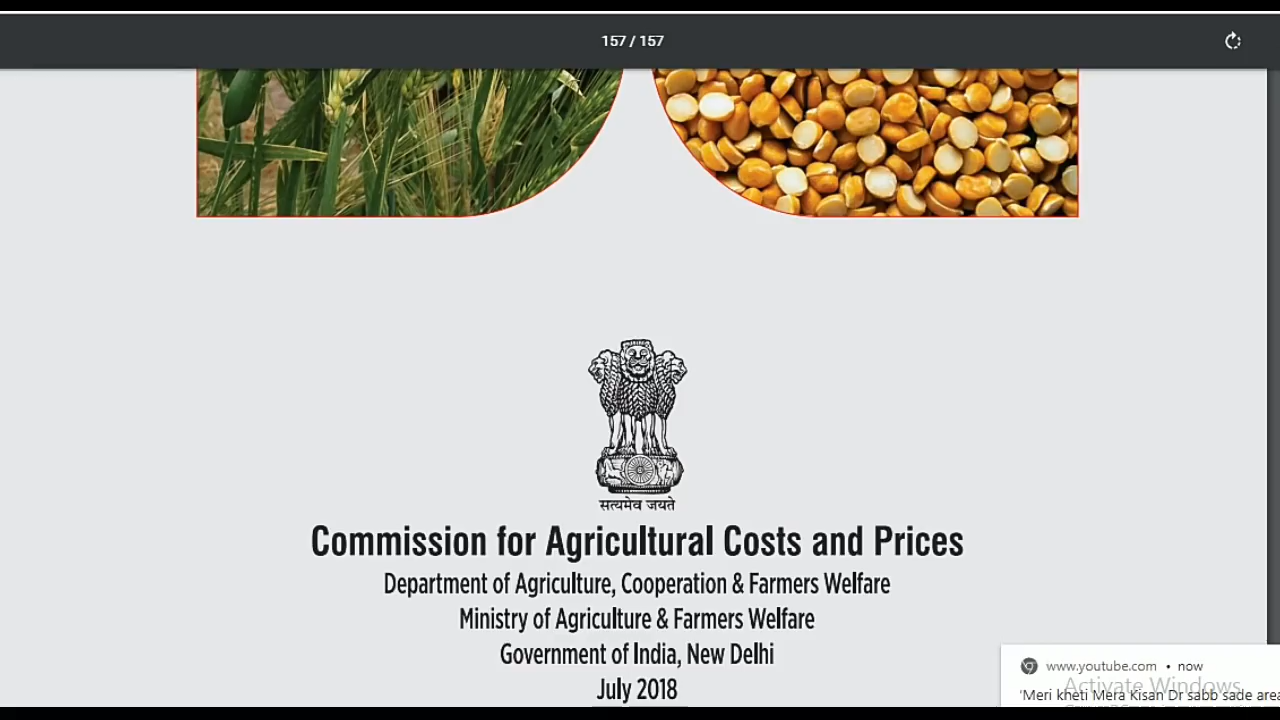 157 / 157
सत्यमेव जयते
Commission for Agricultural Costs and Prices
Department of Agriculture, Cooperation & Farmers Welfare
Ministry of Agriculture & Farmers Welfare
Government of India, New Delhi
July 2018
www.youtube.com • now
Activate Windows
'Meri kheti Mera Kisan Dr sabb sade area